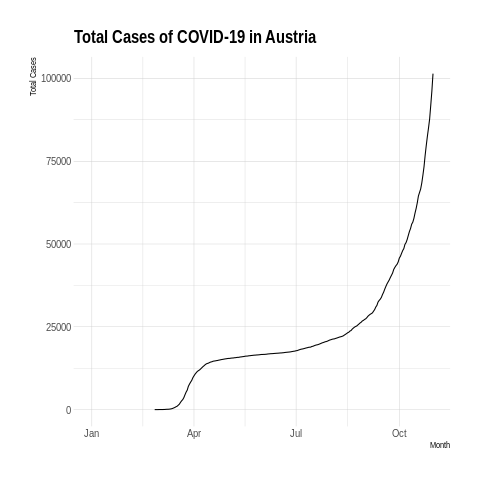 Total Cases of COVID-19 in Austria
Total Cases
100000
75000
50000
25000
0
Jan Apr Jul Oct
Month